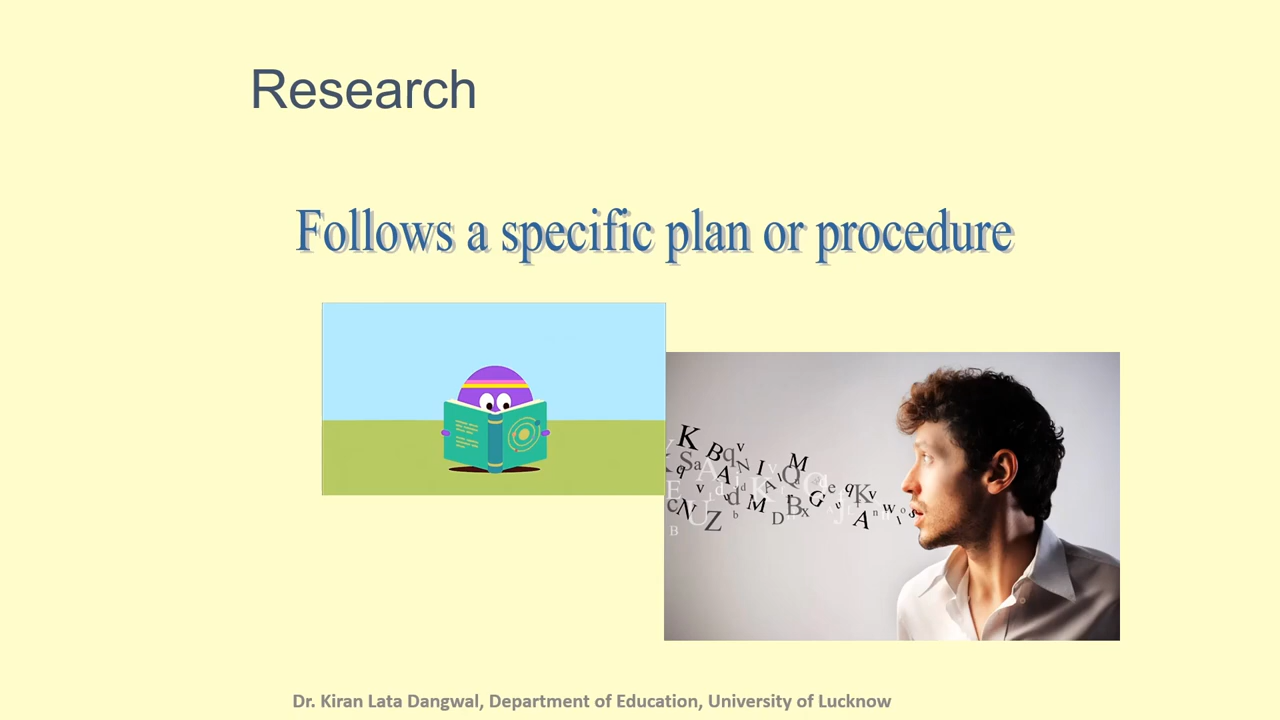 Research
Follows a specific plan or procedure
Dr. Kiran Lata Dangwal, Department of Education, University of Lucknow